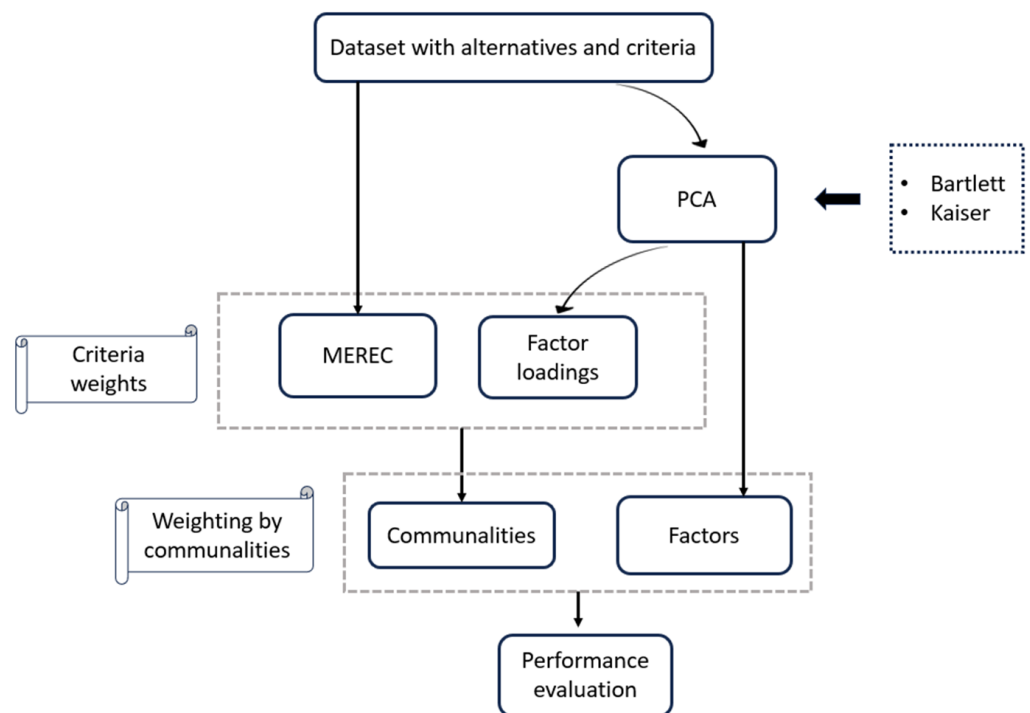 Dataset with alternatives and criteria
PCA
• Bartlett
• Kaiser
Criteria
weights
MEREC
Factor
loadings
Weighting by
communalities
Communalities
Factors
Performance
evaluation